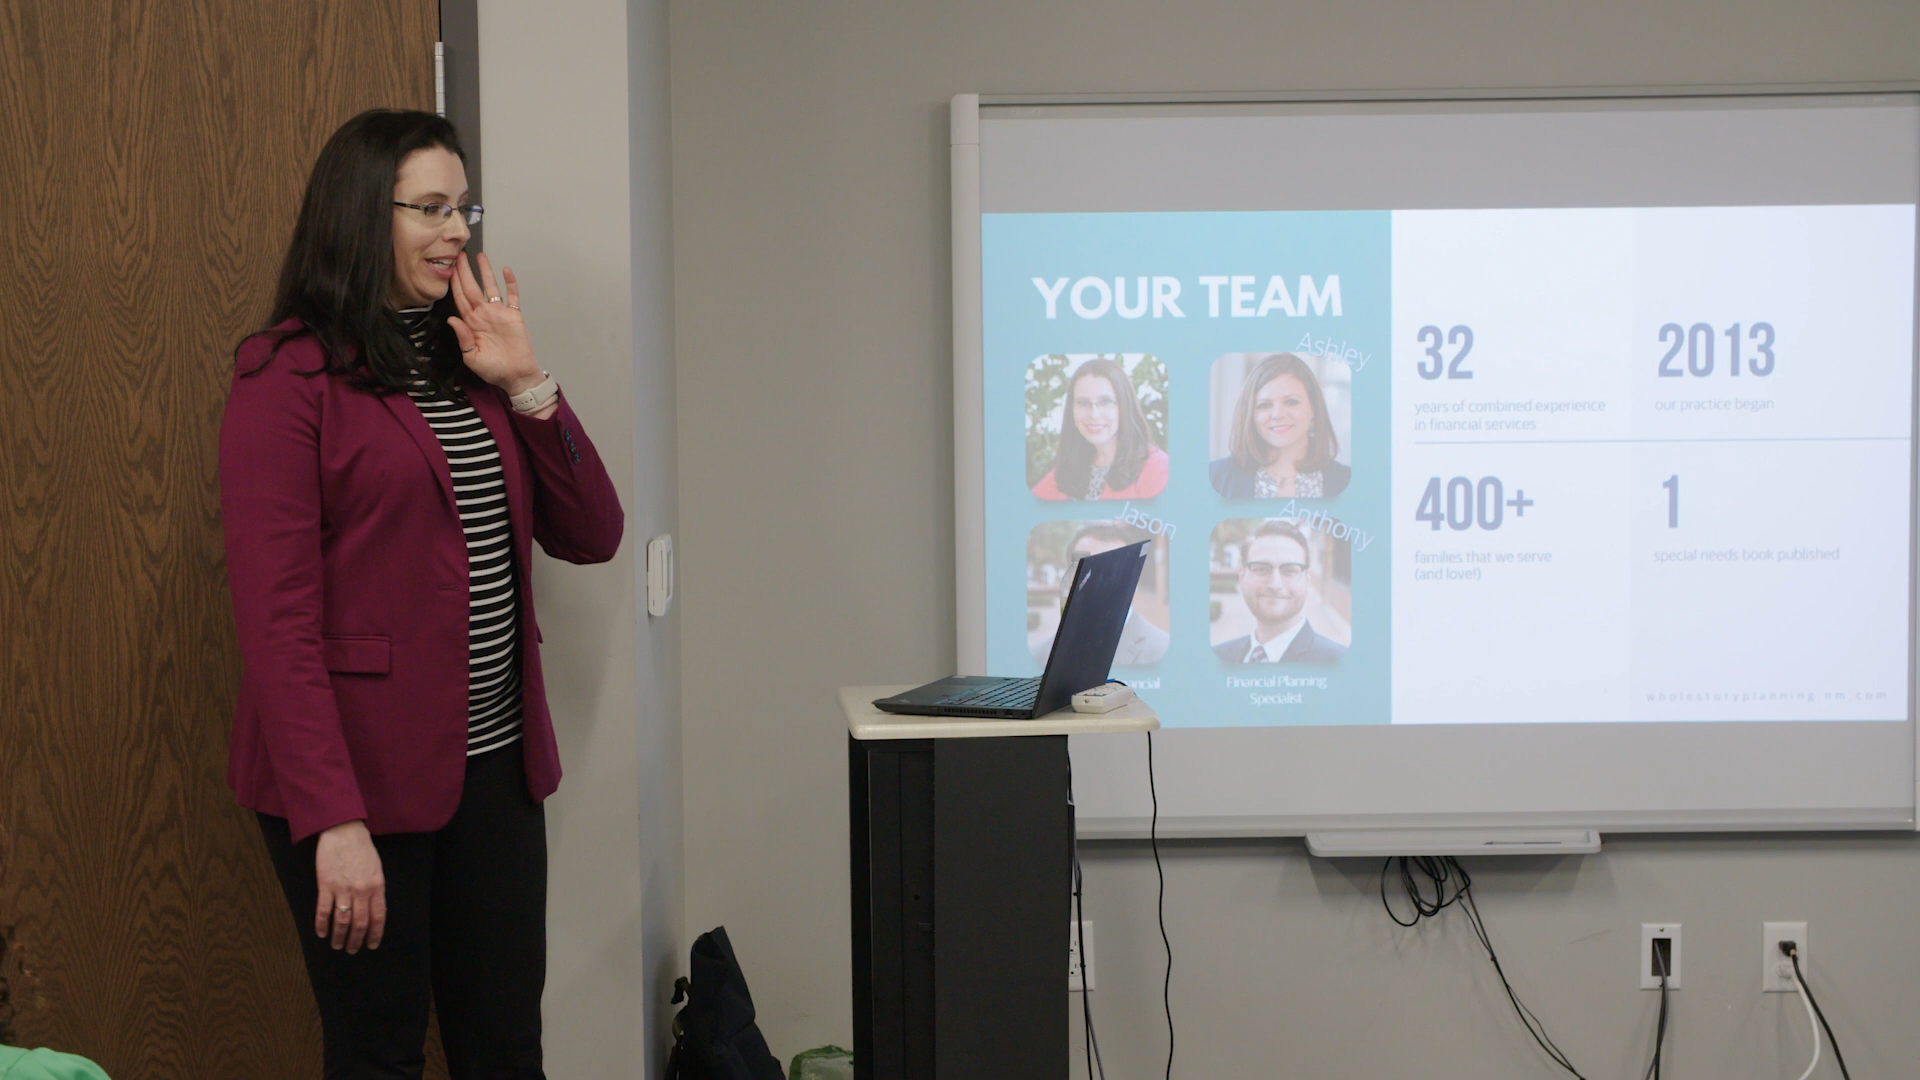 YOUR TEAM
Ashley
Jason
Anthony
Financial Planning
Specialist
32
years of combined experience
in financial services
2013
our practice began
400+
families that we serve
(and love!)
1
special needs book published
wholestoryplanning.nm.com
ThinkPad